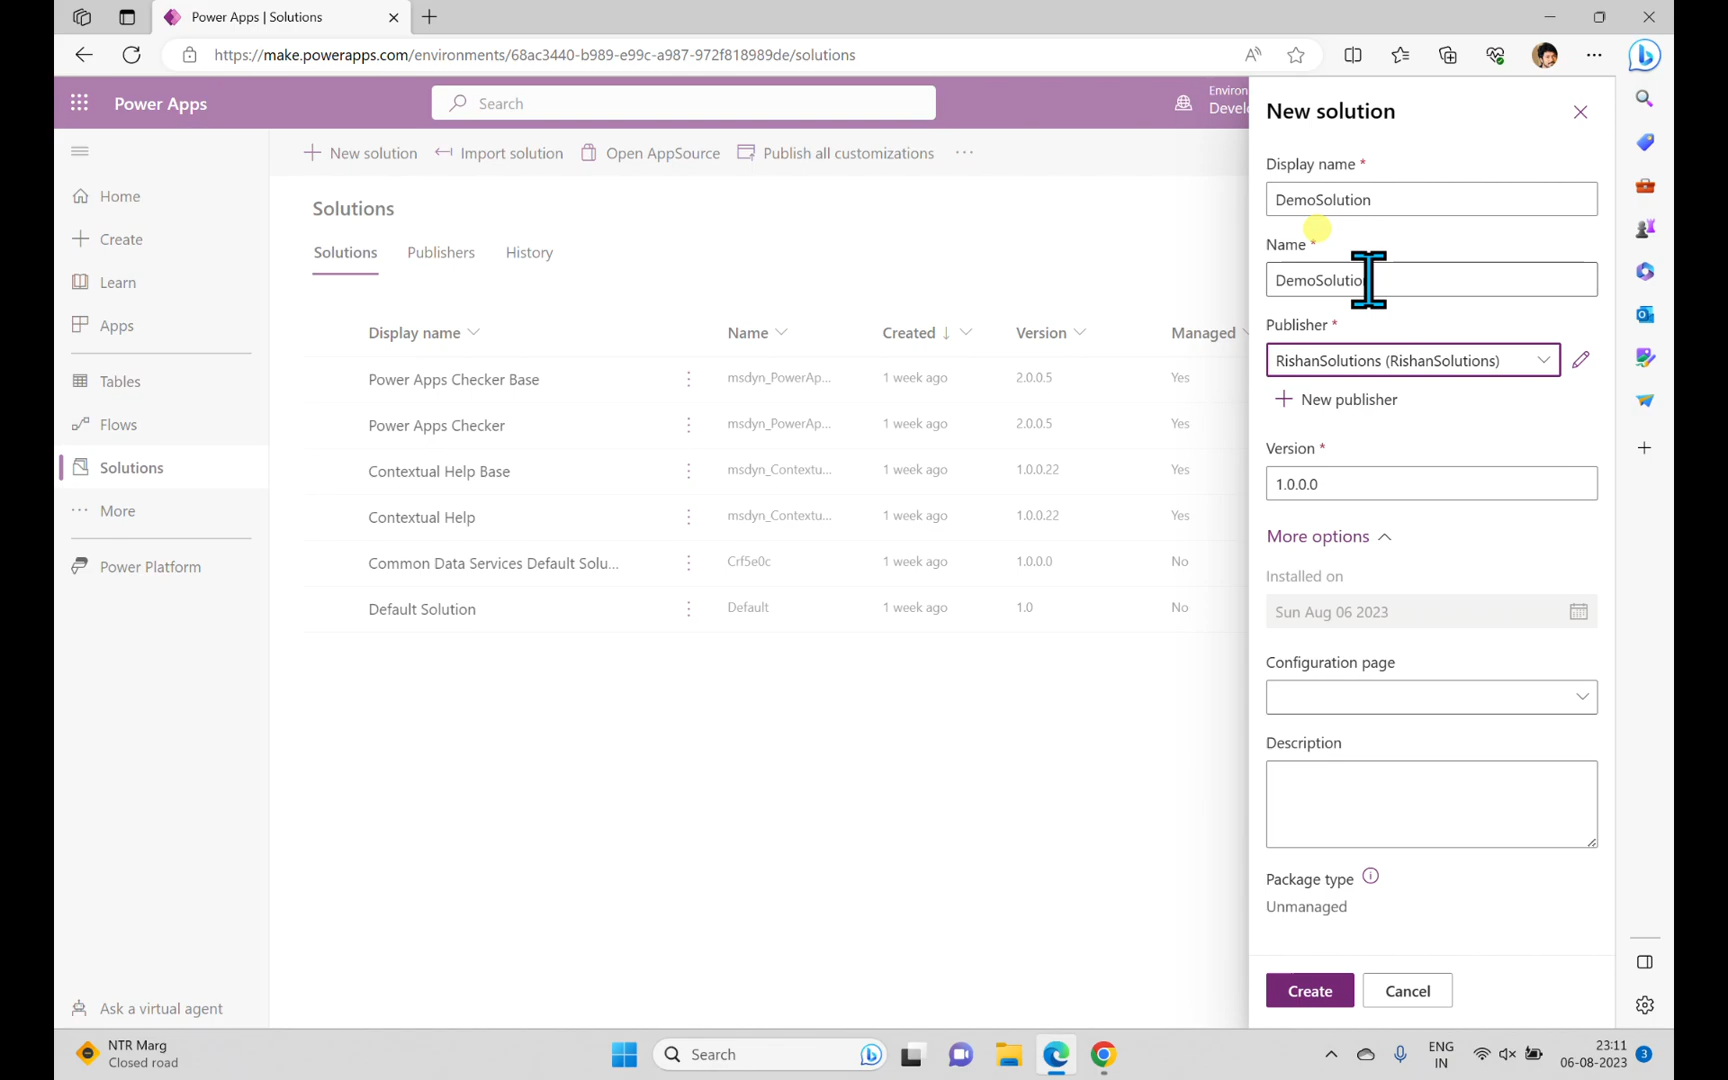 Power Apps | Solutions
https://make.powerapps.com/environments/68ac3440-b989-e99c-a987-972f818989de/solutions
Power Apps
Search
Environ
Develo
New solution
Import solution
Open AppSource
Publish all customizations
Home
Create
Learn
Apps
Tables
Flows
Solutions
More
Power Platform
Ask a virtual agent
Solutions
Solutions Publishers History
Display name Name Created Version Managed
Power Apps Checker Base msdyn_PowerAp... 1 week ago 2.0.0.5 Yes
Power Apps Checker msdyn_PowerAp... 1 week ago 2.0.0.5 Yes
Contextual Help Base msdyn_Contextu... 1 week ago 1.0.0.22 Yes
Contextual Help msdyn_Contextu... 1 week ago 1.0.0.22 Yes
Common Data Services Default Solu... Crf5e0c 1 week ago 1.0.0.0 No
Default Solution Default 1 week ago 1.0 No
New solution
Display name *
DemoSolution
Name *
DemoSolution
Publisher *
RishanSolutions (RishanSolutions)
New publisher
Version *
1.0.0.0
More options
Installed on
Sun Aug 06 2023
Configuration page
Description
Package type
Unmanaged
Create Cancel
NTR Marg
Closed road
Search
ENG
IN
23:11
06-08-2023
3